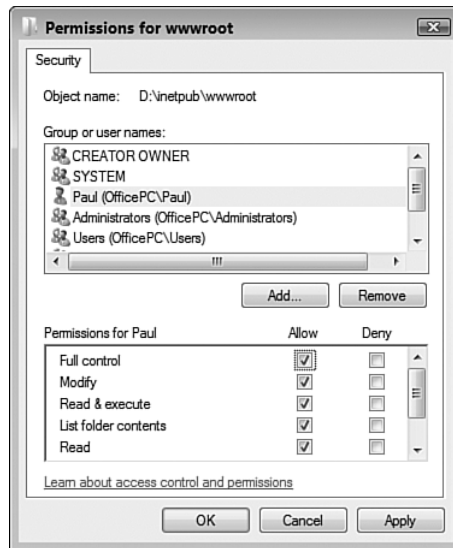 Permissions for wwwroot
Security
Object name: D:\inetpub\wwwroot
Group or user names:
CREATOR OWNER
SYSTEM
Paul (OfficePC\Paul)
Administrators (OfficePC\Administrators)
Users (OfficePC\Users)
Add... Remove
Permissions for Paul Allow Deny
Full control
Modify
Read & execute
List folder contents
Read
Learn about access control and permissions
OK Cancel Apply